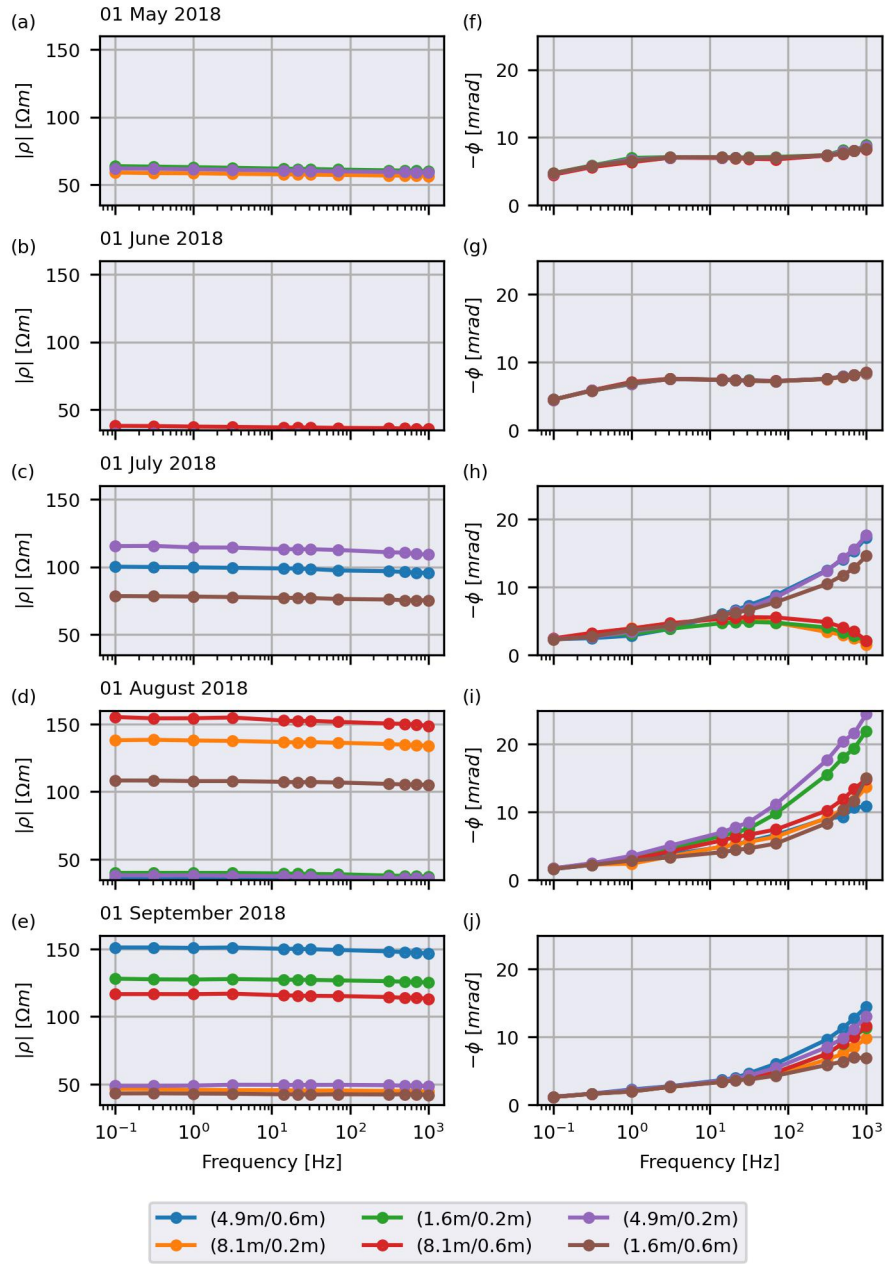 (a) 01 May 2018 (f)
|ρ| [Ωm] 150 100 50
−ϕ [mrad] 20 10 0
(b) 01 June 2018 (g)
|ρ| [Ωm] 150 100 50
−ϕ [mrad] 20 10 0
(c) 01 July 2018 (h)
|ρ| [Ωm] 150 100 50
−ϕ [mrad] 20 10 0
(d) 01 August 2018 (i)
|ρ| [Ωm] 150 100 50
−ϕ [mrad] 20 10 0
(e) 01 September 2018 (j)
|ρ| [Ωm] 150 100 50
−ϕ [mrad] 20 10 0
10⁻¹ 10⁰ 10¹ 10² 10³ 10⁻¹ 10⁰ 10¹ 10² 10³
Frequency [Hz] Frequency [Hz]
(4.9m/0.6m) (1.6m/0.2m) (4.9m/0.2m)
(8.1m/0.2m) (8.1m/0.6m) (1.6m/0.6m)